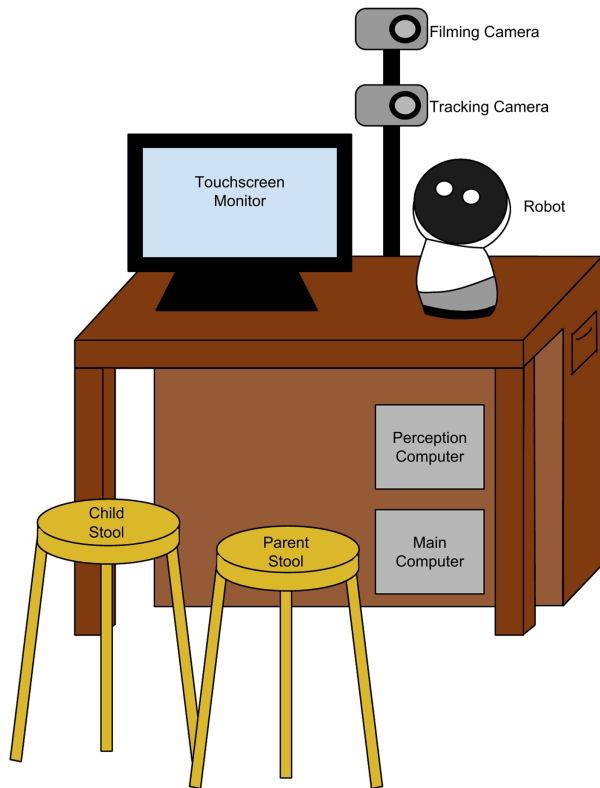 Filming Camera
Tracking Camera
Touchscreen
Monitor
Robot
Perception
Computer
Child
Stool
Parent
Stool
Main
Computer